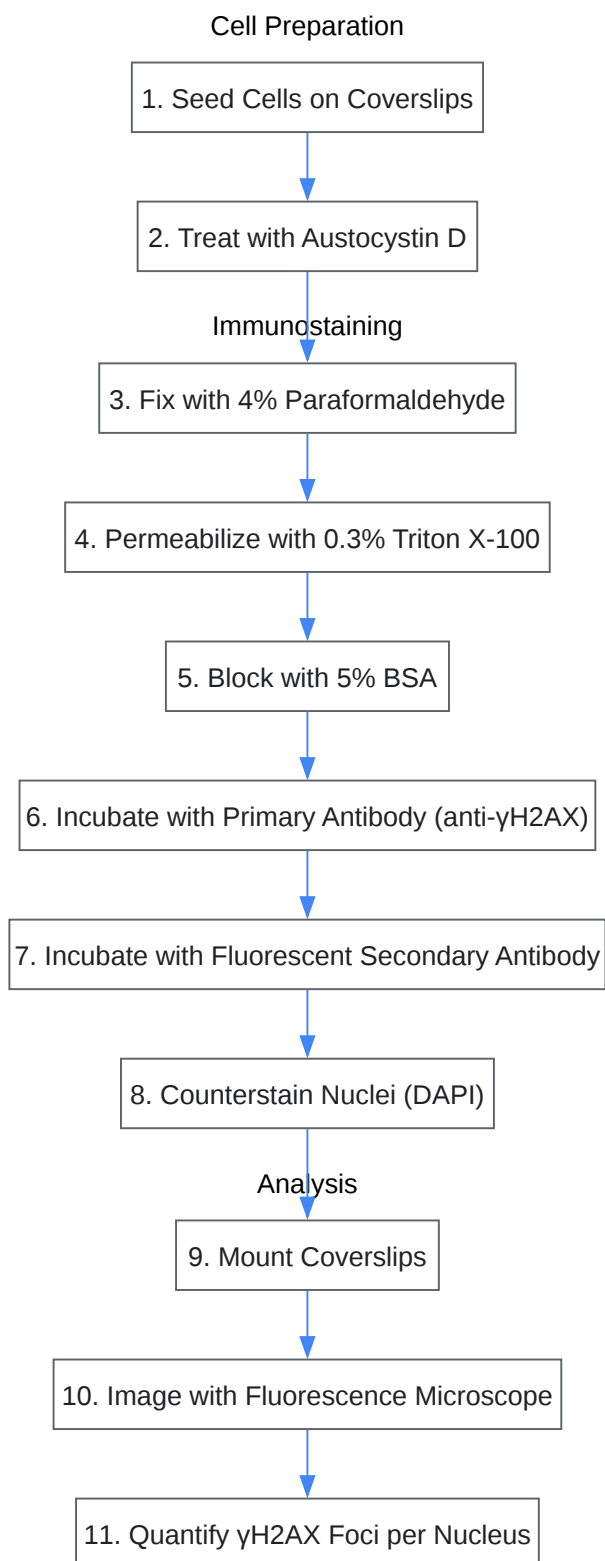 Cell Preparation
1. Seed Cells on Coverslips
2. Treat with Austocystin D
Immunostaining
3. Fix with 4% Paraformaldehyde
4. Permeabilize with 0.3% Triton X-100
5. Block with 5% BSA
6. Incubate with Primary Antibody (anti-γH2AX)
7. Incubate with Fluorescent Secondary Antibody
8. Counterstain Nuclei (DAPI)
Analysis
9. Mount Coverslips
10. Image with Fluorescence Microscope
11. Quantify γH2AX Foci per Nucleus